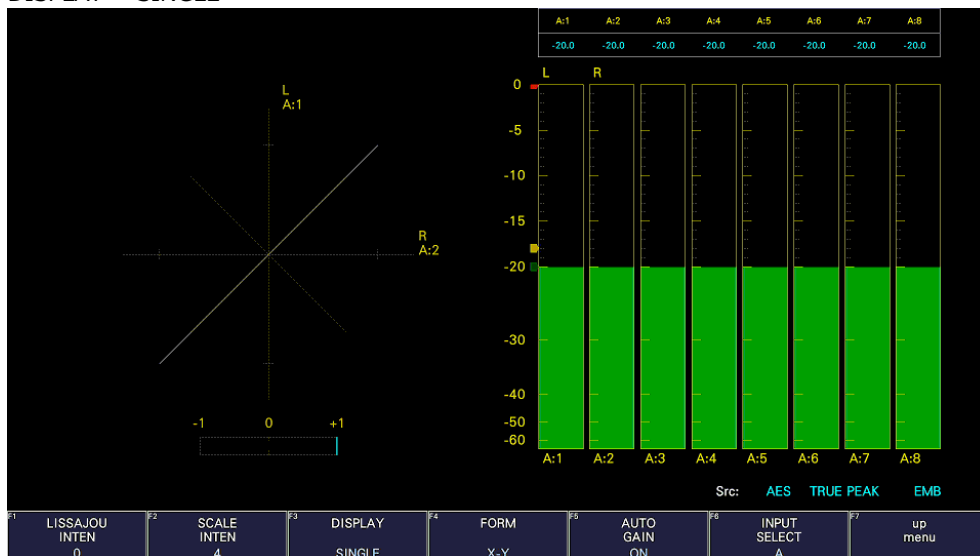 DISPLAY = SINGLE
A:1 A:2 A:3 A:4 A:5 A:6 A:7 A:8
-20.0 -20.0 -20.0 -20.0 -20.0 -20.0 -20.0 -20.0
L R
0
-5
-10
-15
-20
-30
-40
-50
-60
L
A:1
R
A:2
-1 0 +1
A:1 A:2 A:3 A:4 A:5 A:6 A:7 A:8
Src: AES TRUE PEAK EMB
F1 LISSAJOU INTEN 0
F2 SCALE INTEN 4
F3 DISPLAY SINGLE
F4 FORM X-Y
F5 AUTO GAIN ON
F6 INPUT SELECT A
F7 up menu